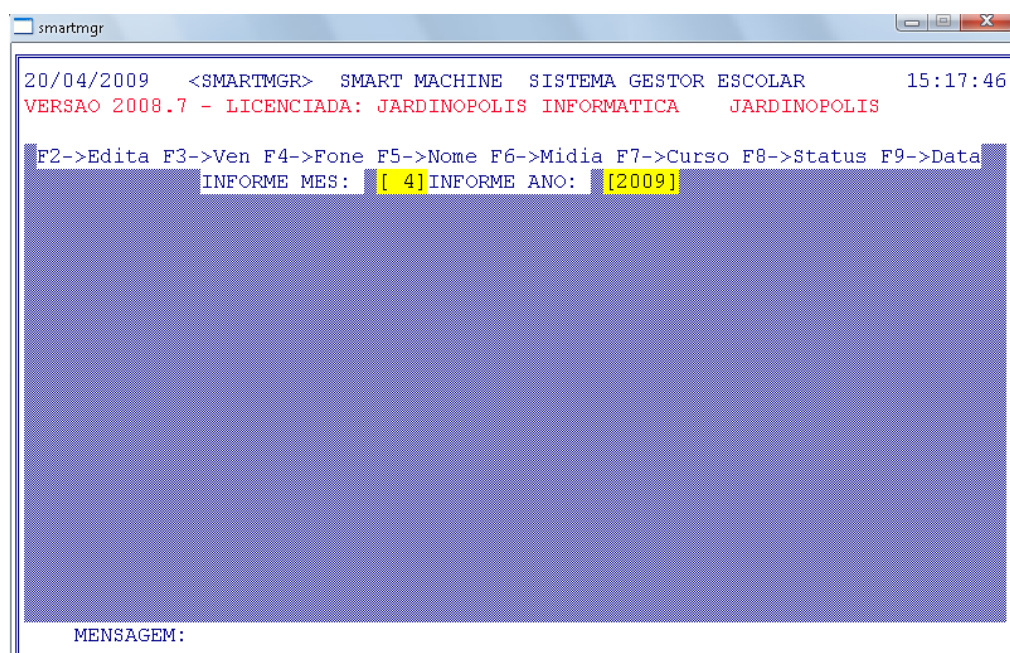 smartmgr
20/04/2009 <SMARTMGR> SMART MACHINE SISTEMA GESTOR ESCOLAR 15:17:46
VERSAO 2008.7 - LICENCIADA: JARDINOPOLIS INFORMATICA JARDINOPOLIS
F2->Edita F3->Ven F4->Fone F5->Nome F6->Midia F7->Curso F8->Status F9->Data
INFORME MES: [ 4]INFORME ANO: [2009]
MENSAGEM: